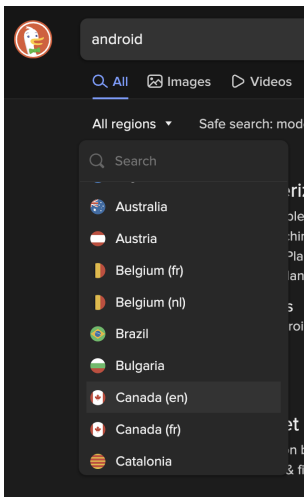 android
All Images Videos
All regions Safe search: mod
Search
Australia
Austria
Belgium (fr)
Belgium (nl)
Brazil
Bulgaria
Canada (en)
Canada (fr)
Catalonia